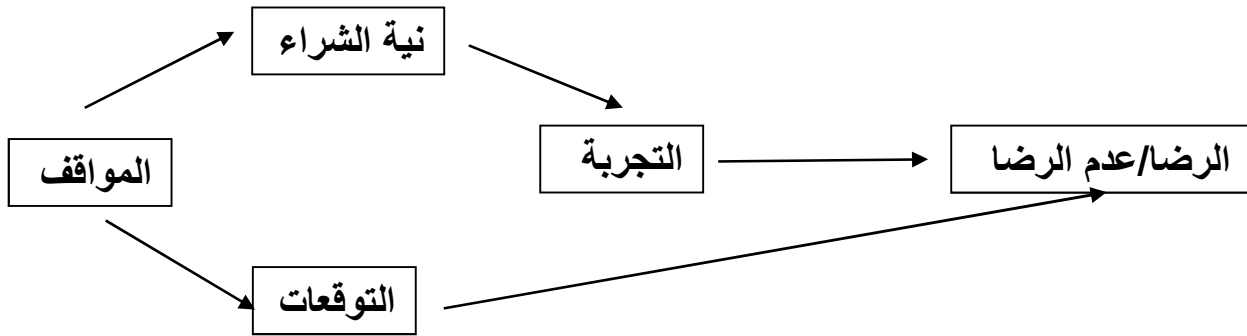 نية الشراء
المواقف
التجربة
الرضا/عدم الرضا
التوقعات